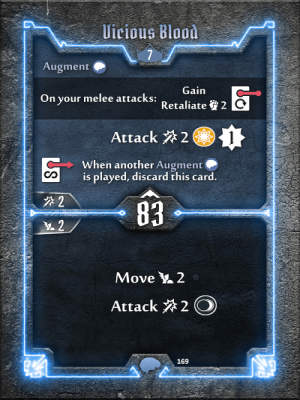 Vicious Blood
7
Augment
On your melee attacks: Gain
Retaliate 2
Attack 2 1
When another Augment
is played, discard this card.
2
83
2
Move 2
Attack 2
169